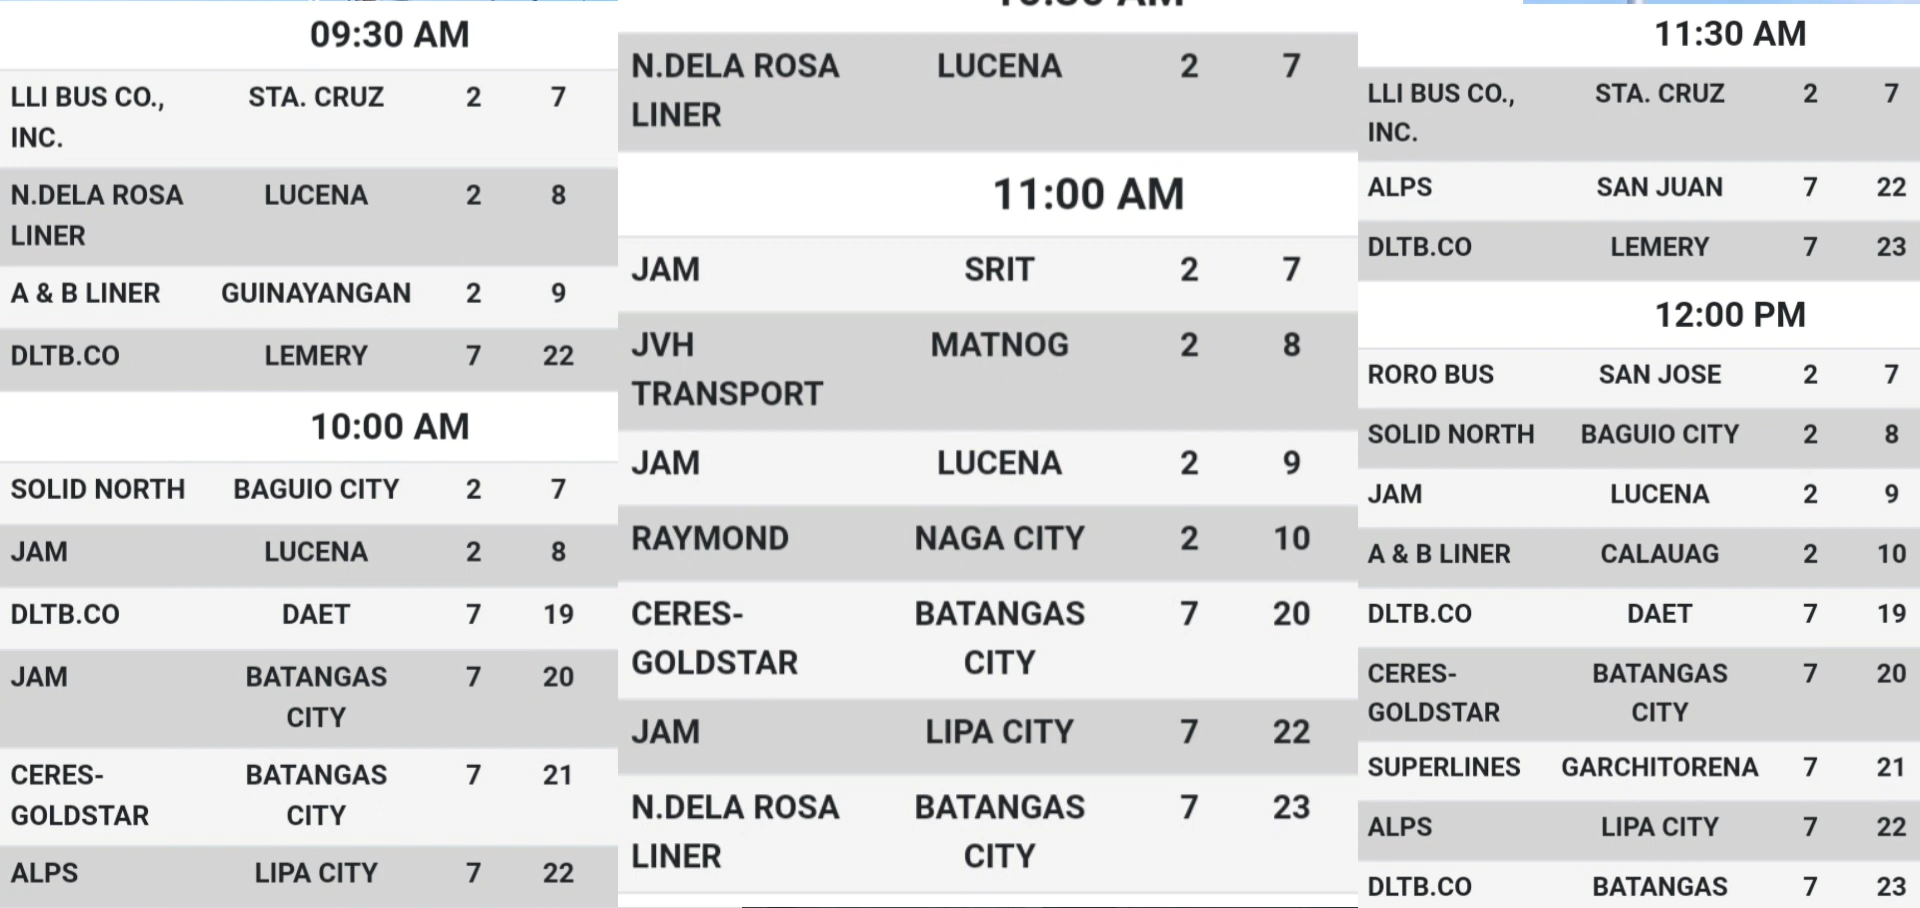 09:30 AM
LLI BUS CO., STA. CRUZ 2 7
INC.
N.DELA ROSA LUCENA 2 8
LINER
A & B LINER GUINAYANGAN 2 9
DLTB.CO LEMERY 7 22
10:00 AM
SOLID NORTH BAGUIO CITY 2 7
JAM LUCENA 2 8
DLTB.CO DAET 7 19
JAM BATANGAS 7 20
CITY
CERES- BATANGAS 7 21
GOLDSTAR CITY
ALPS LIPA CITY 7 22
10:30 AM
N.DELA ROSA LUCENA 2 7
LINER
11:00 AM
JAM SRIT 2 7
JVH MATNOG 2 8
TRANSPORT
JAM LUCENA 2 9
RAYMOND NAGA CITY 2 10
CERES- BATANGAS 7 20
GOLDSTAR CITY
JAM LIPA CITY 7 22
N.DELA ROSA BATANGAS 7 23
LINER CITY
11:30 AM
LLI BUS CO., STA. CRUZ 2 7
INC.
ALPS SAN JUAN 7 22
DLTB.CO LEMERY 7 23
12:00 PM
RORO BUS SAN JOSE 2 7
SOLID NORTH BAGUIO CITY 2 8
JAM LUCENA 2 9
A & B LINER CALAUAG 2 10
DLTB.CO DAET 7 19
CERES- BATANGAS 7 20
GOLDSTAR CITY
SUPERLINES GARCHITORENA 7 21
ALPS LIPA CITY 7 22
DLTB.CO BATANGAS 7 23